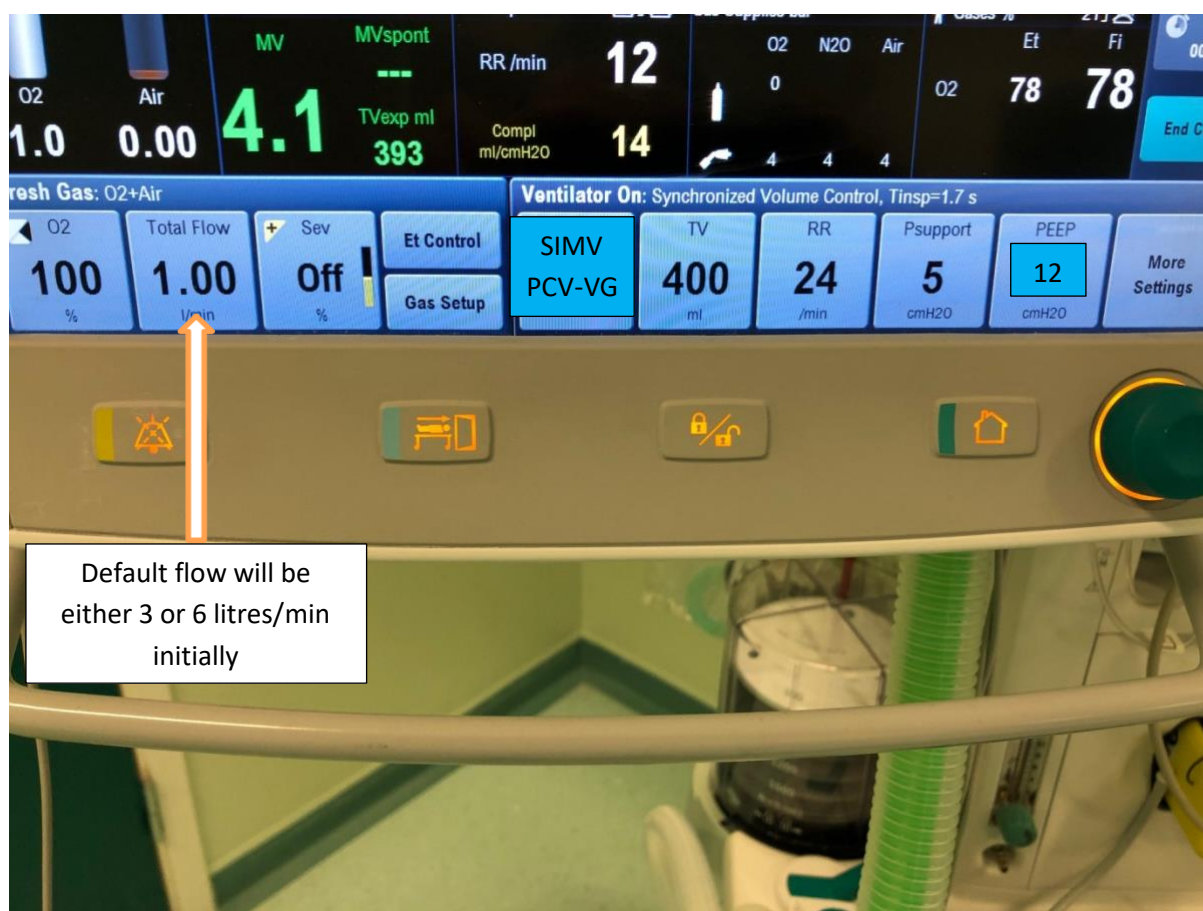 MV
MVspont
---
O2
Air
1.0
0.00
4.1
TVexp ml
393
RR /min
12
Compl
ml/cmH2O
14
O2 N2O Air
0
4 4 4
Et Fi
O2 78 78
End C
resh Gas: O2+Air
Ventilator On: Synchronized Volume Control, Tinsp=1.7 s
O2
100
%
Total Flow
1.00
l/min
Sev
Off
%
Et Control
Gas Setup
SIMV
PCV-VG
TV
400
ml
RR
24
/min
Psupport
5
cmH2O
PEEP
12
cmH2O
More
Settings
Default flow will be
either 3 or 6 litres/min
initially